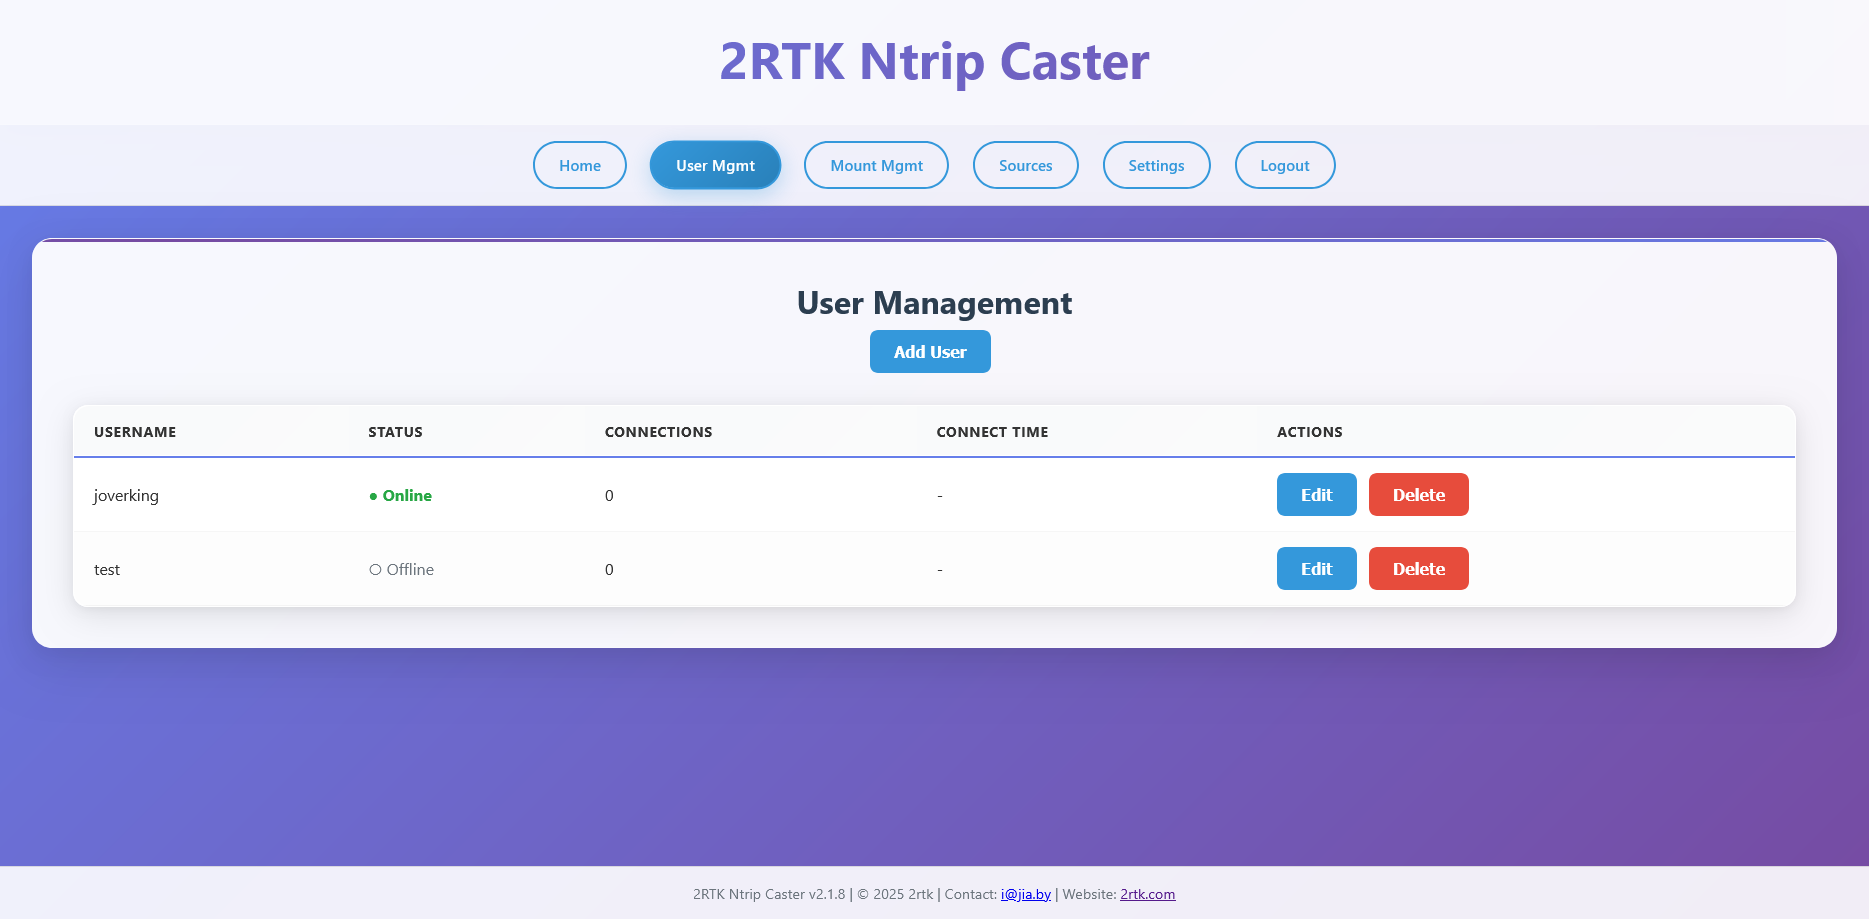 2RTK Ntrip Caster
Home User Mgmt Mount Mgmt Sources Settings Logout
User Management
Add User
USERNAME STATUS CONNECTIONS CONNECT TIME ACTIONS
joverking ● Online 0 - Edit Delete
test ○ Offline 0 - Edit Delete
2RTK Ntrip Caster v2.1.8 | © 2025 2rtk | Contact: i@jia.by | Website: 2rtk.com